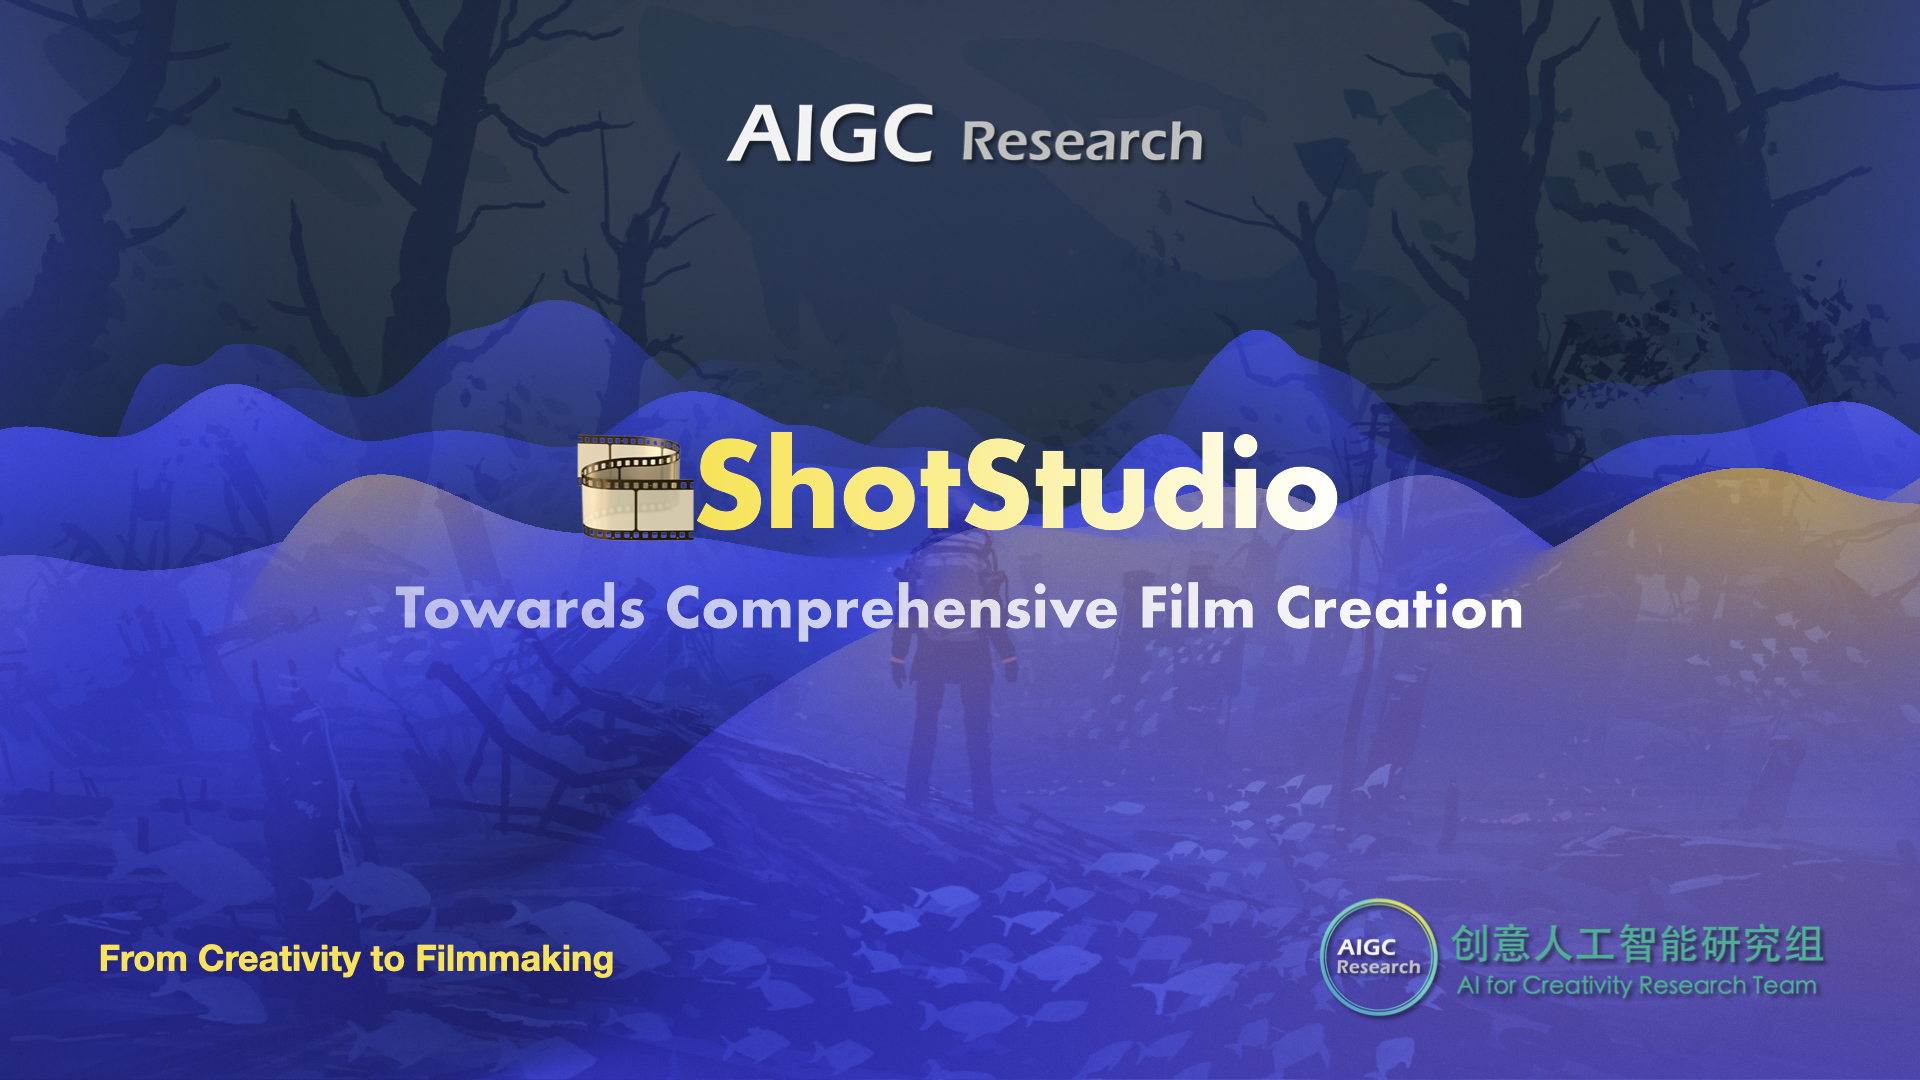 AIGC Research
ShotStudio
Towards Comprehensive Film Creation
From Creativity to Filmmaking
AIGC
Research
创意人工智能研究组
AI for Creativity Research Team